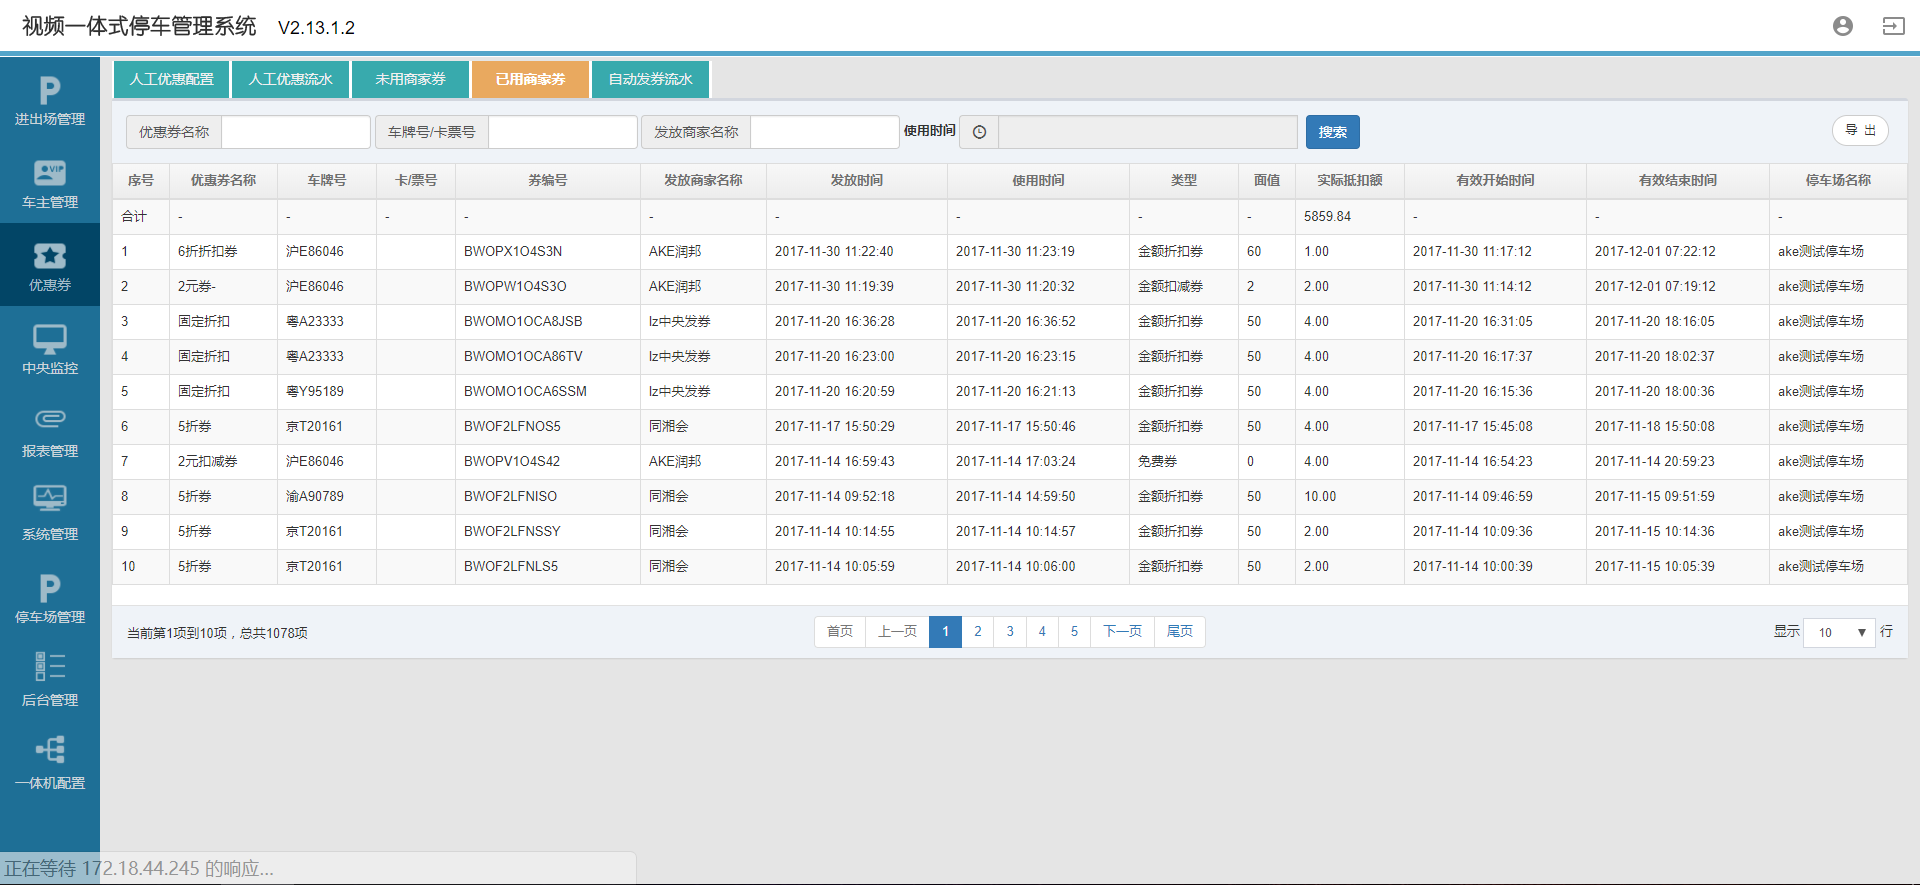 视频一体式停车管理系统 V2.13.1.2
进出场管理
车主管理
优惠券
中央监控
报表管理
系统管理
停车场管理
后台管理
一体机配置
人工优惠配置 人工优惠流水 未用商家券 已用商家券 自动发券流水
优惠券名称 车牌号/卡票号 发放商家名称 使用时间 搜索 导 出
序号 优惠券名称 车牌号 卡/票号 券编号 发放商家名称 发放时间 使用时间 类型 面值 实际抵扣额 有效开始时间 有效结束时间 停车场名称
合计 - - - - - - - - - 5859.84 - - -
1 6折折扣券 沪E86046 BWOPX1O4S3N AKE润邦 2017-11-30 11:22:40 2017-11-30 11:23:19 金额折扣券 60 1.00 2017-11-30 11:17:12 2017-12-01 07:22:12 ake测试停车场
2 2元券- 沪E86046 BWOPW1O4S3O AKE润邦 2017-11-30 11:19:39 2017-11-30 11:20:32 金额扣减券 2 2.00 2017-11-30 11:14:12 2017-12-01 07:19:12 ake测试停车场
3 固定折扣 粤A23333 BWOMO1OCA8JSB lz中央发券 2017-11-20 16:36:28 2017-11-20 16:36:52 金额折扣券 50 4.00 2017-11-20 16:31:05 2017-11-20 18:16:05 ake测试停车场
4 固定折扣 粤A23333 BWOMO1OCA86TV lz中央发券 2017-11-20 16:23:00 2017-11-20 16:23:15 金额折扣券 50 4.00 2017-11-20 16:17:37 2017-11-20 18:02:37 ake测试停车场
5 固定折扣 粤Y95189 BWOMO1OCA6SSM lz中央发券 2017-11-20 16:20:59 2017-11-20 16:21:13 金额折扣券 50 4.00 2017-11-20 16:15:36 2017-11-20 18:00:36 ake测试停车场
6 5折券 京T20161 BWOF2LFNOS5 同湘会 2017-11-17 15:50:29 2017-11-17 15:50:46 金额折扣券 50 4.00 2017-11-17 15:45:08 2017-11-18 15:50:08 ake测试停车场
7 2元扣减券 沪E86046 BWOPV1O4S42 AKE润邦 2017-11-14 16:59:43 2017-11-14 17:03:24 免费券 0 4.00 2017-11-14 16:54:23 2017-11-14 20:59:23 ake测试停车场
8 5折券 渝A90789 BWOF2LFNISO 同湘会 2017-11-14 09:52:18 2017-11-14 14:59:50 金额折扣券 50 10.00 2017-11-14 09:46:59 2017-11-15 09:51:59 ake测试停车场
9 5折券 京T20161 BWOF2LFNSSY 同湘会 2017-11-14 10:14:55 2017-11-14 10:14:57 金额折扣券 50 2.00 2017-11-14 10:09:36 2017-11-15 10:14:36 ake测试停车场
10 5折券 京T20161 BWOF2LFNLS5 同湘会 2017-11-14 10:05:59 2017-11-14 10:06:00 金额折扣券 50 2.00 2017-11-14 10:00:39 2017-11-15 10:05:39 ake测试停车场
当前第1项到10项，总共1078项 首页 上一页 1 2 3 4 5 下一页 尾页 显示 10 行
正在等待 172.18.44.245 的响应...